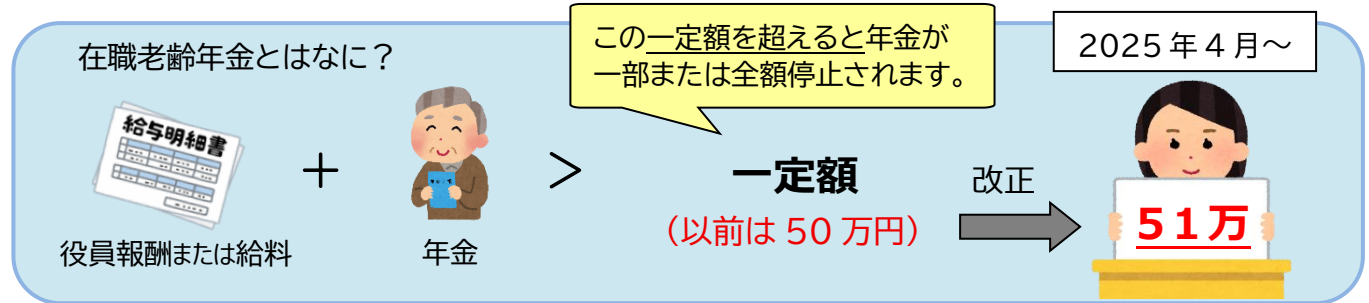 在職老齢年金とはなに？
この一定額を超えると年金が
一部または全額停止されます。
2025年4月～
給与明細書
＋
＞
一定額
（以前は50万円）
改正
51万
役員報酬または給料
年金